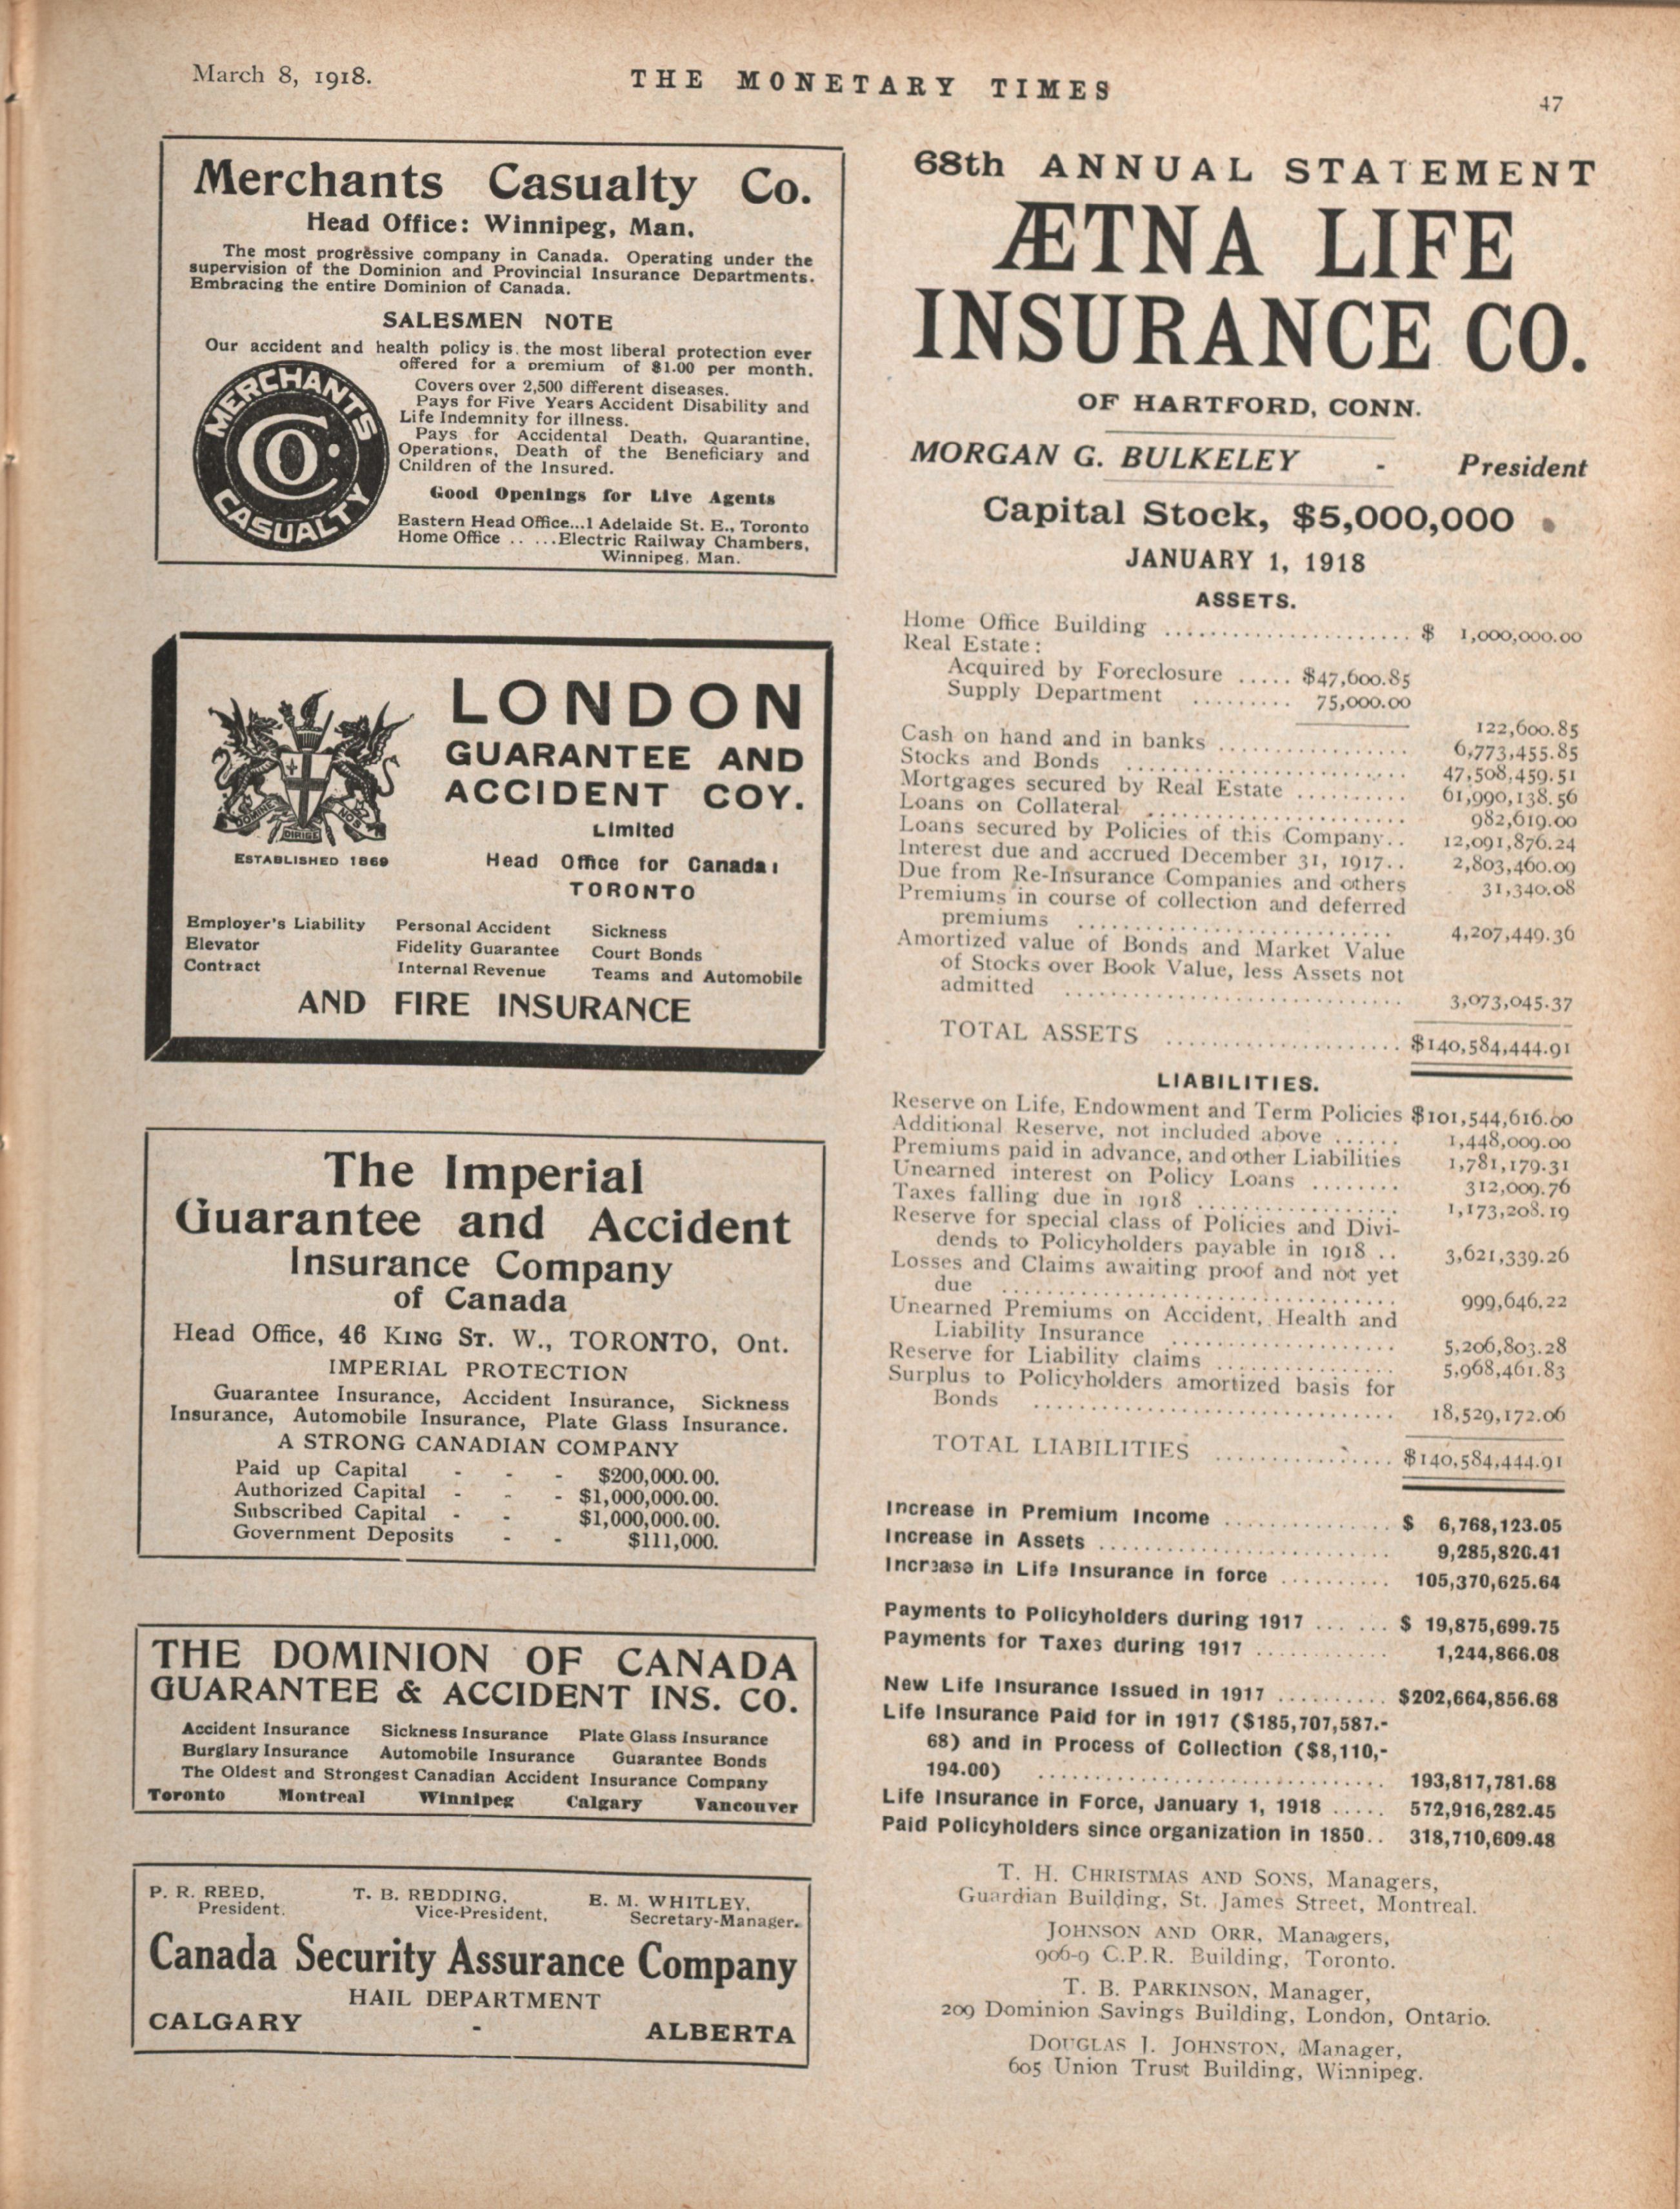 March 8, 1918.
THE MONETARY TIMES
47
Merchants Casualty Co.
Head Office: Winnipeg, Man.
The most progressive company in Canada. Operating under the
supervision of the Dominion and Provincial Insurance Departments.
Embracing the entire Dominion of Canada.
SALESMEN NOTE
Our accident and health policy is the most liberal protection ever
offered for a premium of $1.00 per month.
Covers over 2,500 different diseases.
Pays for Five Years Accident Disability and
Life Indemnity for illness.
Pays for Accidental Death, Quarantine,
Operations, Death of the Beneficiary and
Cnildren of the Insured.
Good Openings for Live Agents
Eastern Head Office...1 Adelaide St. E., Toronto
Home Office .. ...Electric Railway Chambers,
Winnipeg, Man.
MERCHANTS
CO.
CASUALTY
LONDON
GUARANTEE AND
ACCIDENT COY.
Limited
DOMINE DIRIGE NOS
ESTABLISHED 1869
Head Office for Canada:
TORONTO
Employer's Liability Personal Accident Sickness
Elevator Fidelity Guarantee Court Bonds
Contract Internal Revenue Teams and Automobile
AND FIRE INSURANCE
The Imperial
Guarantee and Accident
Insurance Company
of Canada
Head Office, 46 KING ST. W., TORONTO, Ont.
IMPERIAL PROTECTION
Guarantee Insurance, Accident Insurance, Sickness
Insurance, Automobile Insurance, Plate Glass Insurance.
A STRONG CANADIAN COMPANY
Paid up Capital - - - $200,000.00.
Authorized Capital - - - $1,000,000.00.
Subscribed Capital - - $1,000,000.00.
Government Deposits - - $111,000.
THE DOMINION OF CANADA
GUARANTEE & ACCIDENT INS. CO.
Accident Insurance Sickness Insurance Plate Glass Insurance
Burglary Insurance Automobile Insurance Guarantee Bonds
The Oldest and Strongest Canadian Accident Insurance Company
Toronto Montreal Winnipeg Calgary Vancouver
P. R. REED, T. B. REDDING, E. M. WHITLEY,
President. Vice-President, Secretary-Manager.
Canada Security Assurance Company
HAIL DEPARTMENT
CALGARY - ALBERTA
68th ANNUAL STATEMENT
ÆTNA LIFE
INSURANCE CO.
OF HARTFORD, CONN.
MORGAN G. BULKELEY - President
Capital Stock, $5,000,000
JANUARY 1, 1918
ASSETS.
Home Office Building ...................... $ 1,000,000.00
Real Estate:
Acquired by Foreclosure ..... $47,600.85
Supply Department ......... 75,000.00
122,600.85
Cash on hand and in banks ................. 6,773,455.85
Stocks and Bonds ......................... 47,508,459.51
Mortgages secured by Real Estate .......... 61,990,138.56
Loans on Collateral ....................... 982,619.00
Loans secured by Policies of this Company.. 12,091,876.24
Interest due and accrued December 31, 1917.. 2,803,460.09
Due from Re-Insurance Companies and others 31,340.08
Premiums in course of collection and deferred
premiums ............................. 4,207,449.36
Amortized value of Bonds and Market Value
of Stocks over Book Value, less Assets not
admitted .............................. 3,073,045.37
TOTAL ASSETS ..................... $140,584,444.91
LIABILITIES.
Reserve on Life, Endowment and Term Policies $101,544,616.00
Additional Reserve, not included above ...... 1,448,009.00
Premiums paid in advance, and other Liabilities 1,781,179.31
Unearned interest on Policy Loans ........ 312,009.76
Taxes falling due in 1918 .................. 1,173,208.19
Reserve for special class of Policies and Divi-
dends to Policyholders payable in 1918 .. 3,621,339.26
Losses and Claims awaiting proof and not yet
due ................................... 999,646.22
Unearned Premiums on Accident, Health and
Liability Insurance .................... 5,206,803.28
Reserve for Liability claims ................ 5,968,461.83
Surplus to Policyholders amortized basis for
Bonds ................................ 18,529,172.06
TOTAL LIABILITIES ................ $140,584,444.91
Increase in Premium Income ............... $ 6,768,123.05
Increase in Assets ......................... 9,285,820.41
Increase in Life Insurance in force .......... 105,370,625.64
Payments to Policyholders during 1917 ...... $ 19,875,699.75
Payments for Taxes during 1917 ............ 1,244,866.08
New Life Insurance Issued in 1917 .......... $202,664,856.68
Life Insurance Paid for in 1917 ($185,707,587.-
68) and in Process of Collection ($8,110,-
194.00) ............................... 193,817,781.68
Life Insurance in Force, January 1, 1918 ..... 572,916,282.45
Paid Policyholders since organization in 1850.. 318,710,609.48
T. H. CHRISTMAS AND SONS, Managers,
Guardian Building, St. James Street, Montreal.
JOHNSON AND ORR, Managers,
906-9 C.P.R. Building, Toronto.
T. B. PARKINSON, Manager,
209 Dominion Savings Building, London, Ontario.
DOUGLAS J. JOHNSTON, Manager,
605 Union Trust Building, Winnipeg.